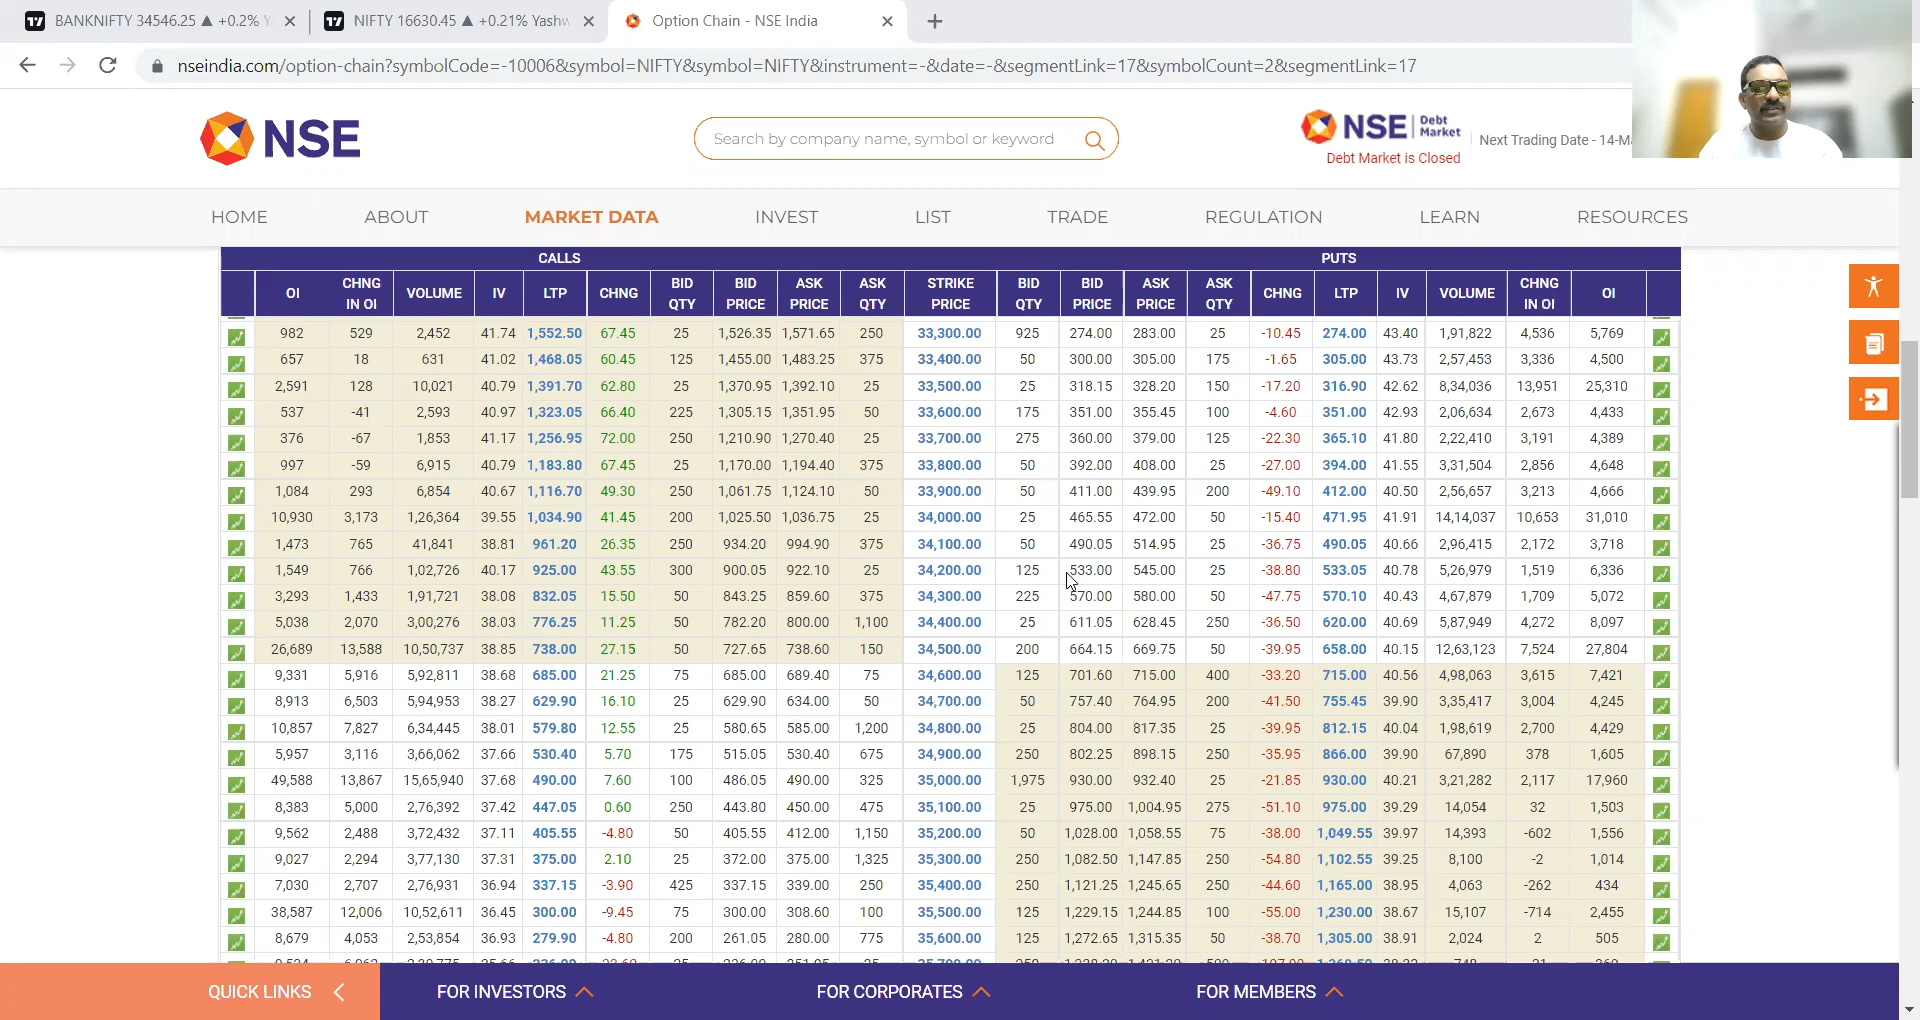 BANKNIFTY 34546.25 ▲ +0.2%
NIFTY 16630.45 ▲ +0.21% Yash
Option Chain - NSE India
nseindia.com/option-chain?symbolCode=-10006&symbol=NIFTY&symbol=NIFTY&instrument=-&date=-&segmentLink=17&symbolCount=2&segmentLink=17
NSE
Search by company name, symbol or keyword
NSE Debt Market
Debt Market is Closed
Next Trading Date - 14-Ma
HOME ABOUT MARKET DATA INVEST LIST TRADE REGULATION LEARN RESOURCES
CALLS PUTS
OI CHNG IN OI VOLUME IV LTP CHNG BID QTY BID PRICE ASK PRICE ASK QTY STRIKE PRICE BID QTY BID PRICE ASK PRICE ASK QTY CHNG LTP IV VOLUME CHNG IN OI OI
982 529 2,452 41.74 1,552.50 67.45 25 1,526.35 1,571.65 250 33,300.00 925 274.00 283.00 25 -10.45 274.00 43.40 1,91,822 4,536 5,769
657 18 631 41.02 1,468.05 60.45 125 1,455.00 1,483.25 375 33,400.00 50 300.00 305.00 175 -1.65 305.00 43.73 2,57,453 3,336 4,500
2,591 128 10,021 40.79 1,391.70 62.80 25 1,370.95 1,392.10 25 33,500.00 25 318.15 328.20 150 -17.20 316.90 42.62 8,34,036 13,951 25,310
537 -41 2,593 40.97 1,323.05 66.40 225 1,305.15 1,351.95 50 33,600.00 175 351.00 355.45 100 -4.60 351.00 42.93 2,06,634 2,673 4,433
376 -67 1,853 41.17 1,256.95 72.00 250 1,210.90 1,270.40 25 33,700.00 275 360.00 379.00 125 -22.30 365.10 41.80 2,22,410 3,191 4,389
997 -59 6,915 40.79 1,183.80 67.45 25 1,170.00 1,194.40 375 33,800.00 50 392.00 408.00 25 -27.00 394.00 41.55 3,31,504 2,856 4,648
1,084 293 6,854 40.67 1,116.70 49.30 250 1,061.75 1,124.10 50 33,900.00 50 411.00 439.95 200 -49.10 412.00 40.50 2,56,657 3,213 4,666
10,930 3,173 1,26,364 39.55 1,034.90 41.45 200 1,025.50 1,036.75 25 34,000.00 25 465.55 472.00 50 -15.40 471.95 41.91 14,14,037 10,653 31,010
1,473 765 41,841 38.81 961.20 26.35 250 934.20 994.90 375 34,100.00 50 490.05 514.95 25 -36.75 490.05 40.66 2,96,415 2,172 3,718
1,549 766 1,02,726 40.17 925.00 43.55 300 900.05 922.10 25 34,200.00 125 533.00 545.00 25 -38.80 533.05 40.78 5,26,979 1,519 6,336
3,293 1,433 1,91,721 38.08 832.05 15.50 50 843.25 859.60 375 34,300.00 225 570.00 580.00 50 -47.75 570.10 40.43 4,67,879 1,709 5,072
5,038 2,070 3,00,276 38.03 776.25 11.25 50 782.20 800.00 1,100 34,400.00 25 611.05 628.45 250 -36.50 620.00 40.69 5,87,949 4,272 8,097
26,689 13,588 10,50,737 38.85 738.00 27.15 50 727.65 738.60 150 34,500.00 200 664.15 669.75 50 -39.95 658.00 40.15 12,63,123 7,524 27,804
9,331 5,916 5,92,811 38.68 685.00 21.25 75 685.00 689.40 75 34,600.00 125 701.60 715.00 400 -33.20 715.00 40.56 4,98,063 3,615 7,421
8,913 6,503 5,94,953 38.27 629.90 16.10 25 629.90 634.00 50 34,700.00 50 757.40 764.95 200 -41.50 755.45 39.90 3,35,417 3,004 4,245
10,857 7,827 6,34,445 38.01 579.80 12.55 25 580.65 585.00 1,200 34,800.00 25 804.00 817.35 25 -39.95 812.15 40.04 1,98,619 2,700 4,429
5,957 3,116 3,66,062 37.66 530.40 5.70 175 515.05 530.40 675 34,900.00 250 802.25 898.15 250 -35.95 866.00 39.90 67,890 378 1,605
49,588 13,867 15,65,940 37.68 490.00 7.60 100 486.05 490.00 325 35,000.00 1,975 930.00 932.40 25 -21.85 930.00 40.21 3,21,282 2,117 17,960
8,383 5,000 2,76,392 37.42 447.05 0.60 250 443.80 450.00 475 35,100.00 25 975.00 1,004.95 275 -51.10 975.00 39.29 14,054 32 1,503
9,562 2,488 3,72,432 37.11 405.55 -4.80 50 405.55 412.00 1,150 35,200.00 50 1,028.00 1,058.55 75 -38.00 1,049.55 39.97 14,393 -602 1,556
9,027 2,294 3,77,130 37.31 375.00 2.10 25 372.00 375.00 1,325 35,300.00 250 1,082.50 1,147.85 250 -54.80 1,102.55 39.25 8,100 -2 1,014
7,030 2,707 2,76,931 36.94 337.15 -3.90 425 337.15 339.00 250 35,400.00 250 1,121.25 1,245.65 250 -44.60 1,165.00 38.95 4,063 -262 434
38,587 12,006 10,52,611 36.45 300.00 -9.45 75 300.00 308.60 100 35,500.00 125 1,229.15 1,244.85 100 -55.00 1,230.00 38.67 15,107 -714 2,455
8,679 4,053 2,53,854 36.93 279.90 -4.80 200 261.05 280.00 775 35,600.00 125 1,272.65 1,315.35 50 -38.70 1,305.00 38.91 2,024 2 505
QUICK LINKS FOR INVESTORS FOR CORPORATES FOR MEMBERS